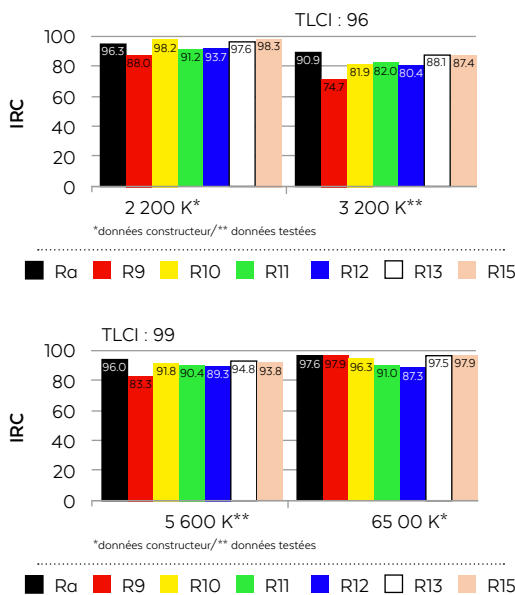 TLCI : 96
IRC
100
80
60
40
20
0
96.3 88.0 98.2 91.2 93.7 97.6 98.3
90.9 74.7 81.9 82.0 80.4 88.1 87.4
2 200 K* 3 200 K**
*données constructeur/** données testées
Ra R9 R10 R11 R12 R13 R15
TLCI : 99
IRC
100
80
60
40
20
0
96.0 83.3 91.8 90.4 89.3 94.8 93.8
97.6 97.9 96.3 91.0 87.3 97.5 97.9
5 600 K** 65 00 K*
*données constructeur/** données testées
Ra R9 R10 R11 R12 R13 R15